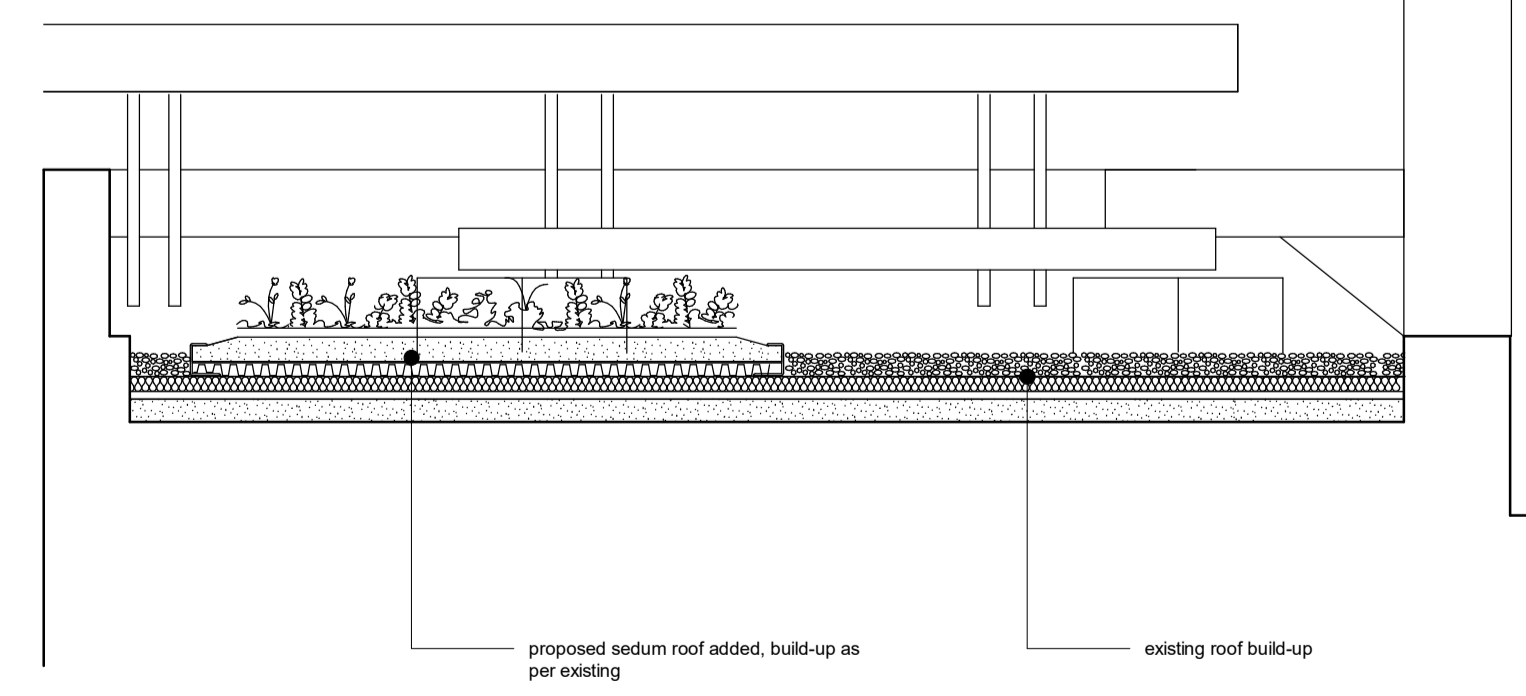 proposed sedum roof added, build-up as
per existing
existing roof build-up